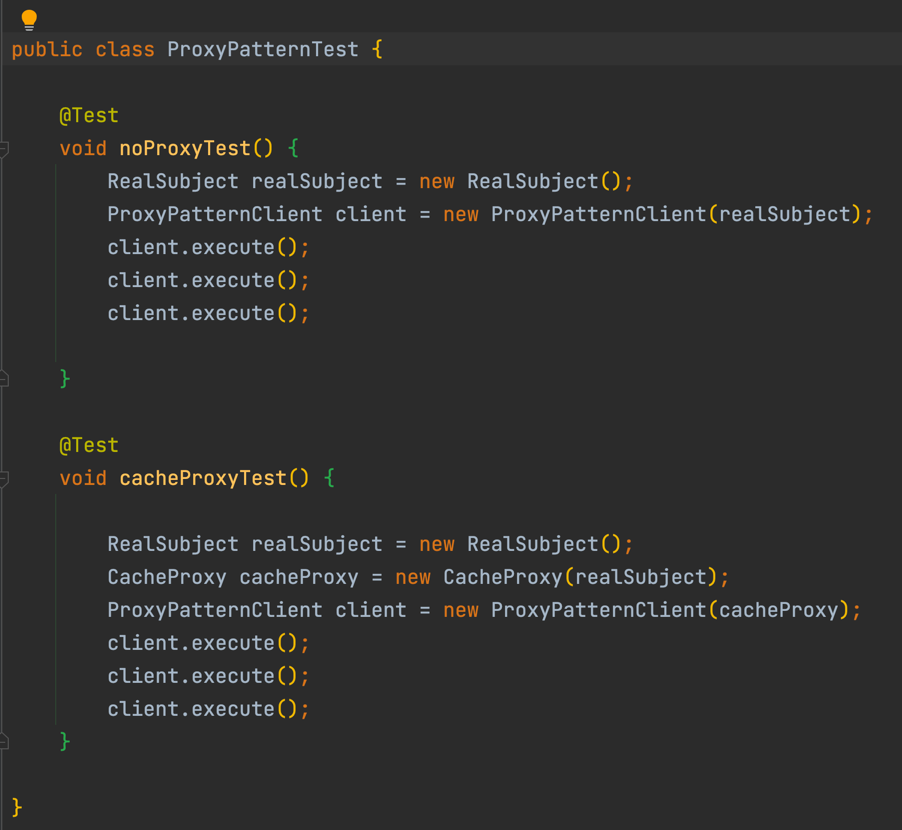 public class ProxyPatternTest {
@Test
void noProxyTest() {
RealSubject realSubject = new RealSubject();
ProxyPatternClient client = new ProxyPatternClient(realSubject);
client.execute();
client.execute();
client.execute();
}
@Test
void cacheProxyTest() {
RealSubject realSubject = new RealSubject();
CacheProxy cacheProxy = new CacheProxy(realSubject);
ProxyPatternClient client = new ProxyPatternClient(cacheProxy);
client.execute();
client.execute();
client.execute();
}
}